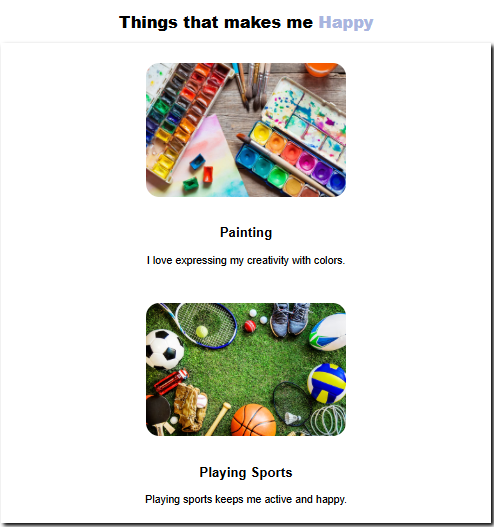 Things that makes me Happy
Painting
I love expressing my creativity with colors.
Playing Sports
Playing sports keeps me active and happy.